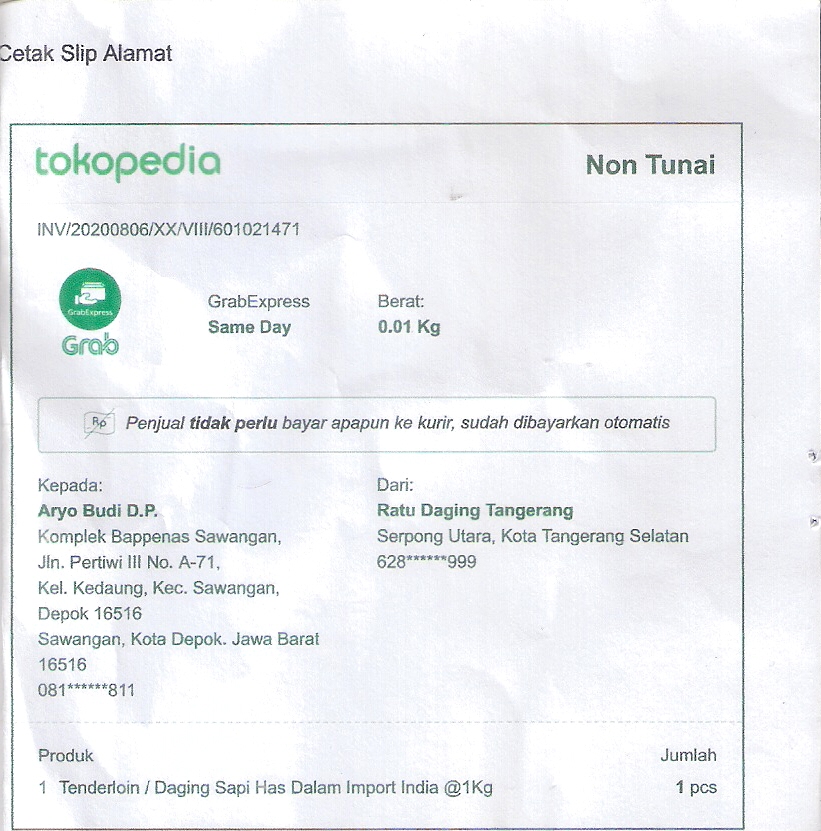 Cetak Slip Alamat
tokopedia
Non Tunai
INV/20200806/XX/VIII/601021471
GrabExpress
Grab
GrabExpress
Same Day
Berat:
0.01 Kg
Rp
Penjual tidak perlu bayar apapun ke kurir, sudah dibayarkan otomatis
Kepada:
Aryo Budi D.P.
Komplek Bappenas Sawangan,
Jln. Pertiwi III No. A-71,
Kel. Kedaung, Kec. Sawangan,
Depok 16516
Sawangan, Kota Depok. Jawa Barat
16516
081******811
Dari:
Ratu Daging Tangerang
Serpong Utara, Kota Tangerang Selatan
628******999
Produk
Jumlah
1 Tenderloin / Daging Sapi Has Dalam Import India @1Kg
1 pcs